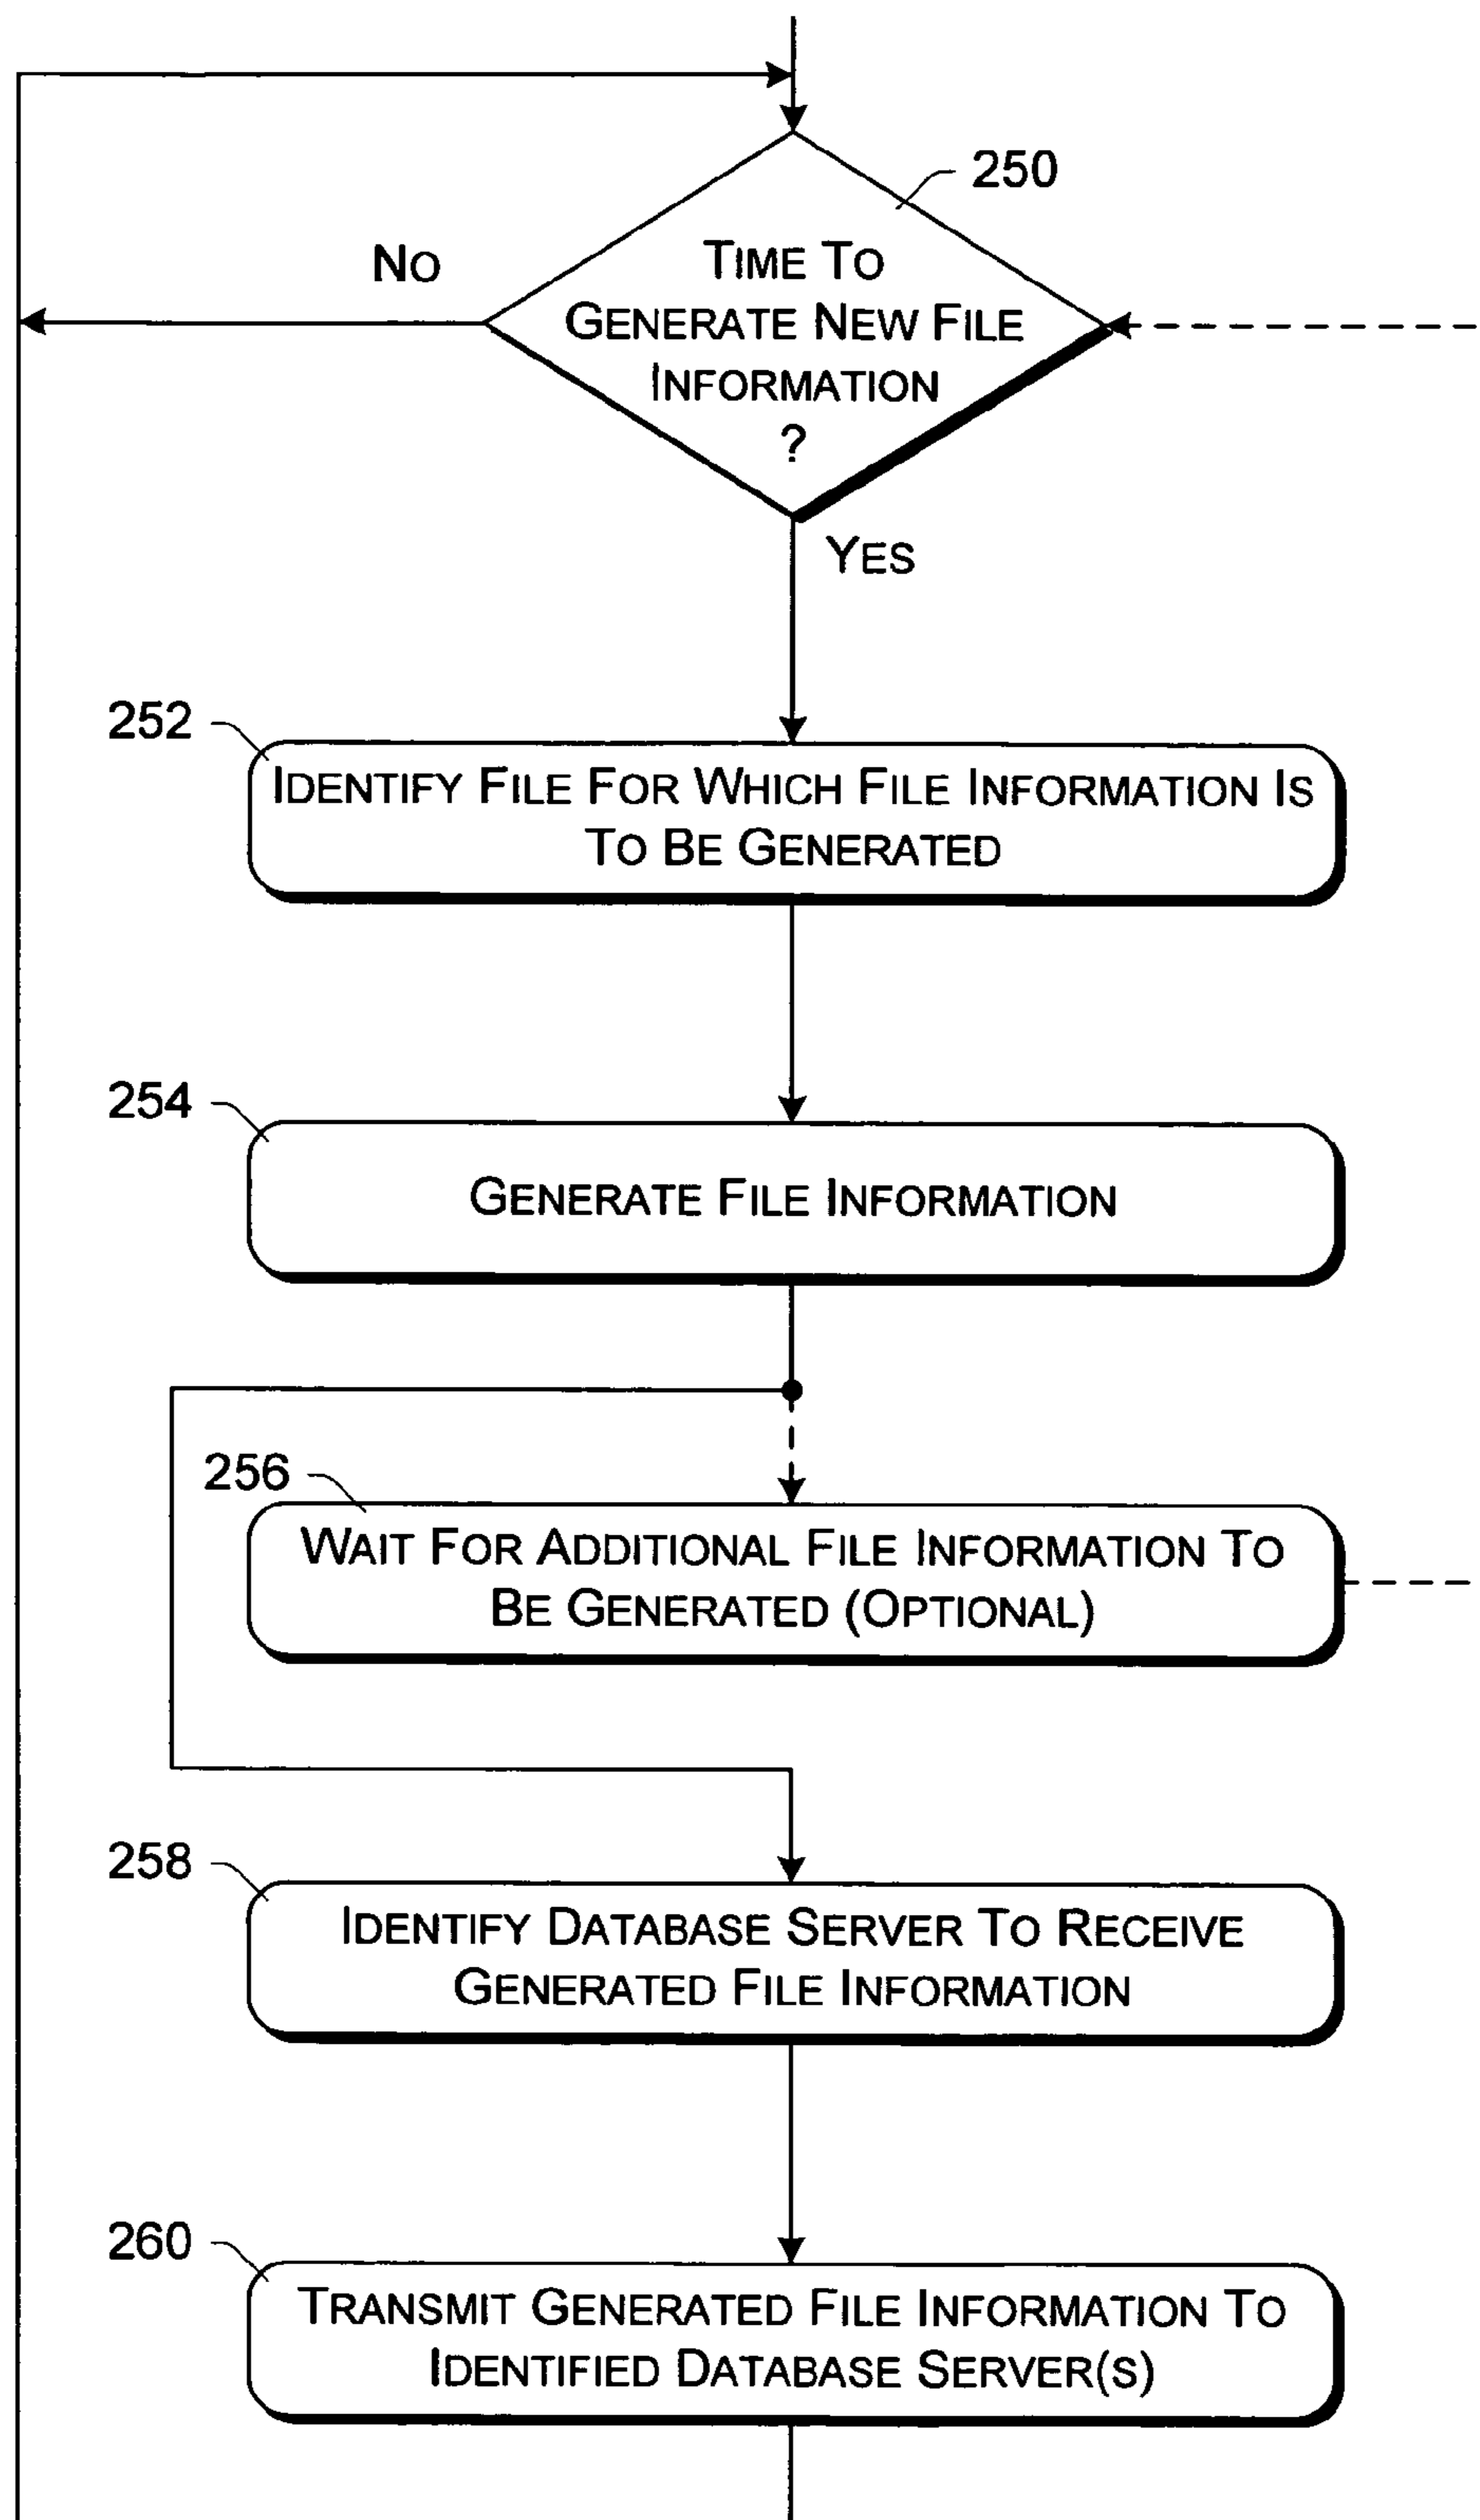 250
NO
TIME TO
GENERATE NEW FILE
INFORMATION
?
YES
252
IDENTIFY FILE FOR WHICH FILE INFORMATION IS
TO BE GENERATED
254
GENERATE FILE INFORMATION
256
WAIT FOR ADDITIONAL FILE INFORMATION TO
BE GENERATED (OPTIONAL)
258
IDENTIFY DATABASE SERVER TO RECEIVE
GENERATED FILE INFORMATION
260
TRANSMIT GENERATED FILE INFORMATION TO
IDENTIFIED DATABASE SERVER(S)